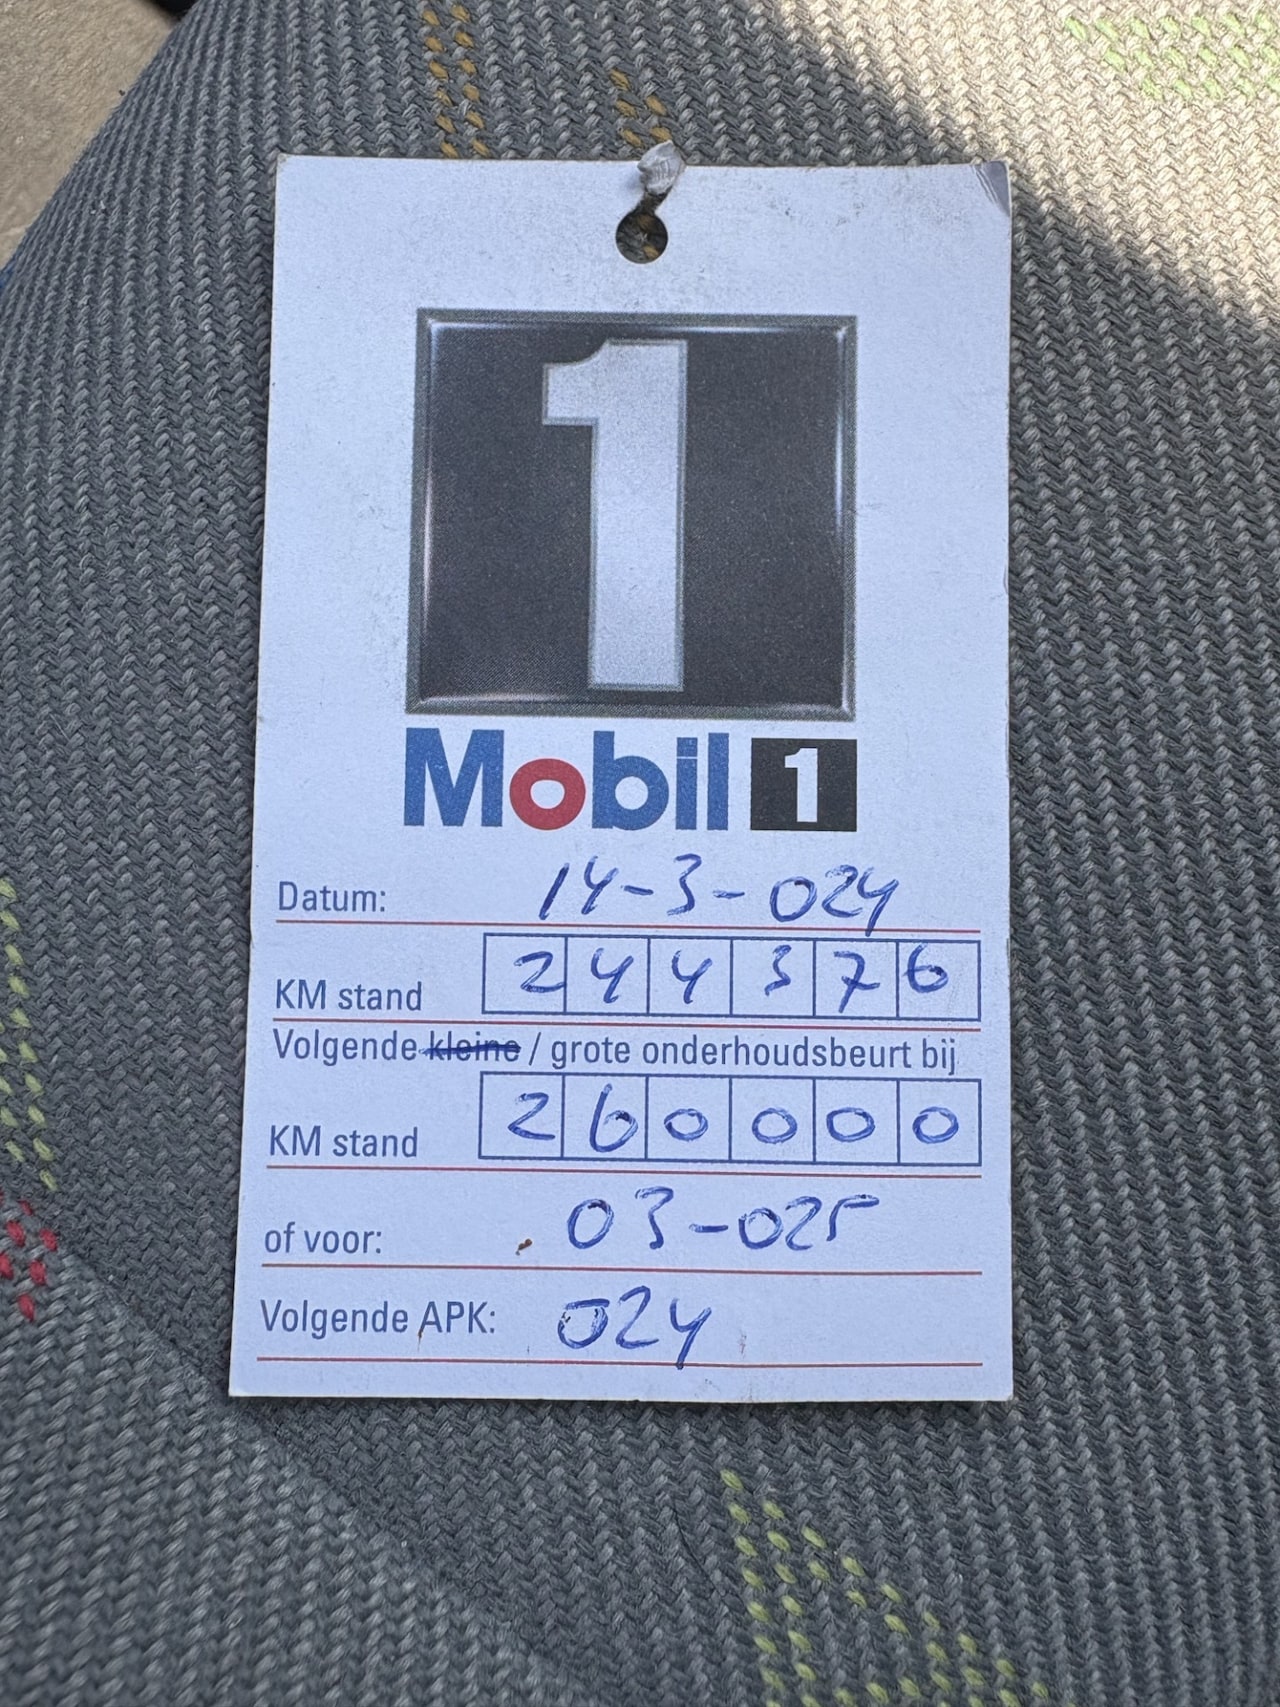 1
Mobil 1
Datum: 14-3-024
KM stand 244376
Volgende kleine / grote onderhoudsbeurt bij
KM stand 260000
of voor: 03-025
Volgende APK: 024